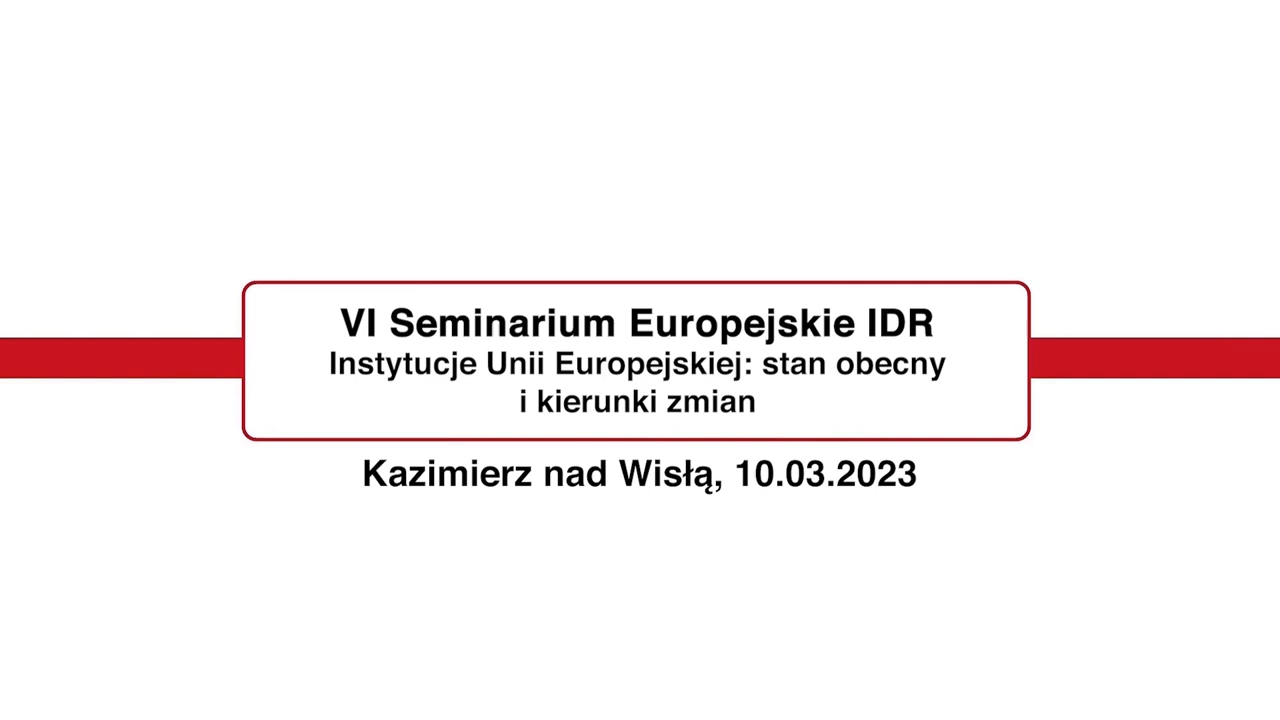 VI Seminarium Europejskie IDR
Instytucje Unii Europejskiej: stan obecny
i kierunki zmian
Kazimierz nad Wisłą, 10.03.2023